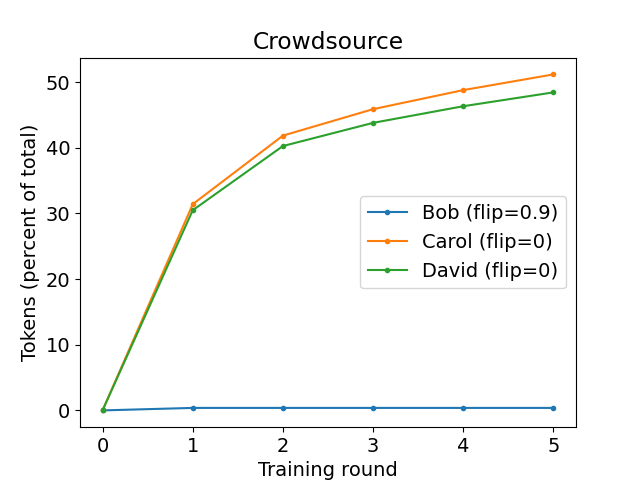 Crowdsource
Tokens (percent of total)
50
40
30
20
10
0
Bob (flip=0.9)
Carol (flip=0)
David (flip=0)
0 1 2 3 4 5
Training round